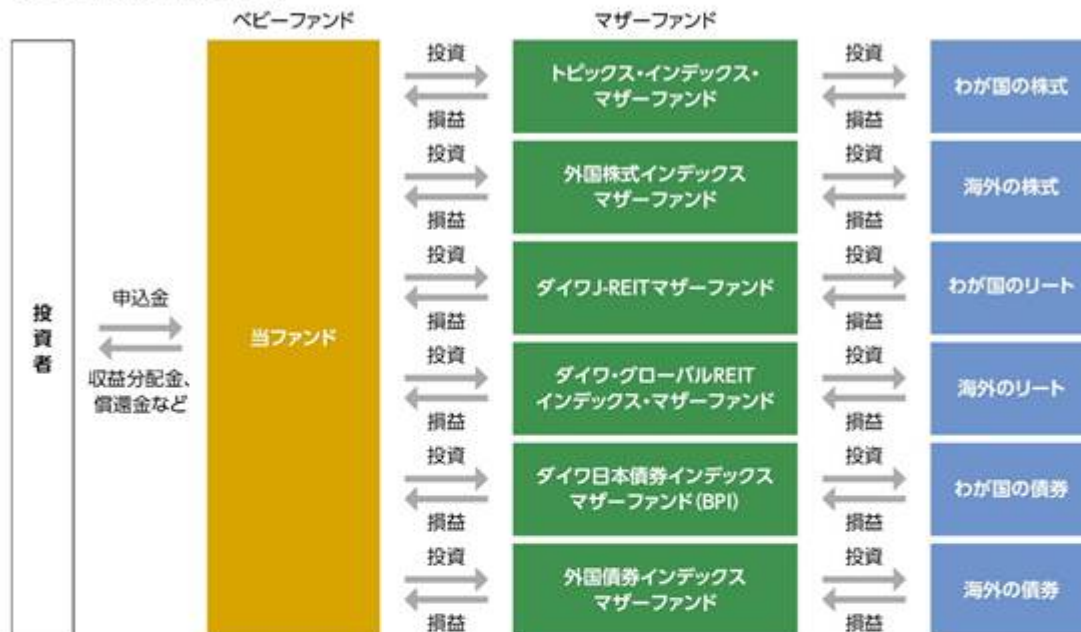 ベビーファンド
マザーファンド
投資者
申込金
収益分配金、
償還金など
当ファンド
投資
損益
トピックス・インデックス・
マザーファンド
投資
損益
わが国の株式
投資
損益
外国株式インデックス
マザーファンド
投資
損益
海外の株式
投資
損益
ダイワJ-REITマザーファンド
投資
損益
わが国のリート
投資
損益
ダイワ・グローバルREIT
インデックス・マザーファンド
投資
損益
海外のリート
投資
損益
ダイワ日本債券インデックス
マザーファンド(BPI)
投資
損益
わが国の債券
投資
損益
外国債券インデックス
マザーファンド
投資
損益
海外の債券